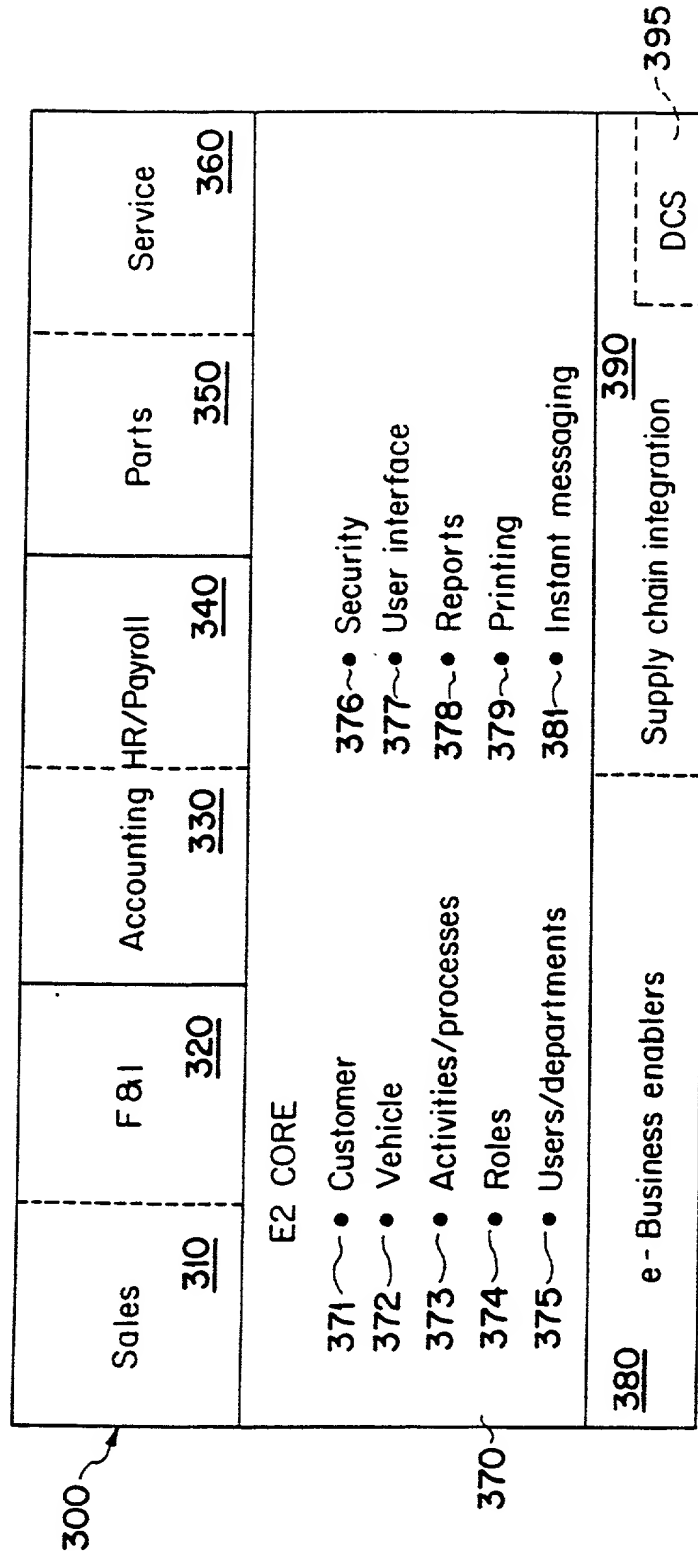 300
Sales
310
F&I
320
Accounting
330
HR/Payroll
340
Parts
350
Service
360
370
E2 CORE
371 • Customer
372 • Vehicle
373 • Activities/processes
374 • Roles
375 • Users/departments
376 • Security
377 • User interface
378 • Reports
379 • Printing
381 • Instant messaging
380
e-Business enablers
Supply chain integration
390
DCS
395